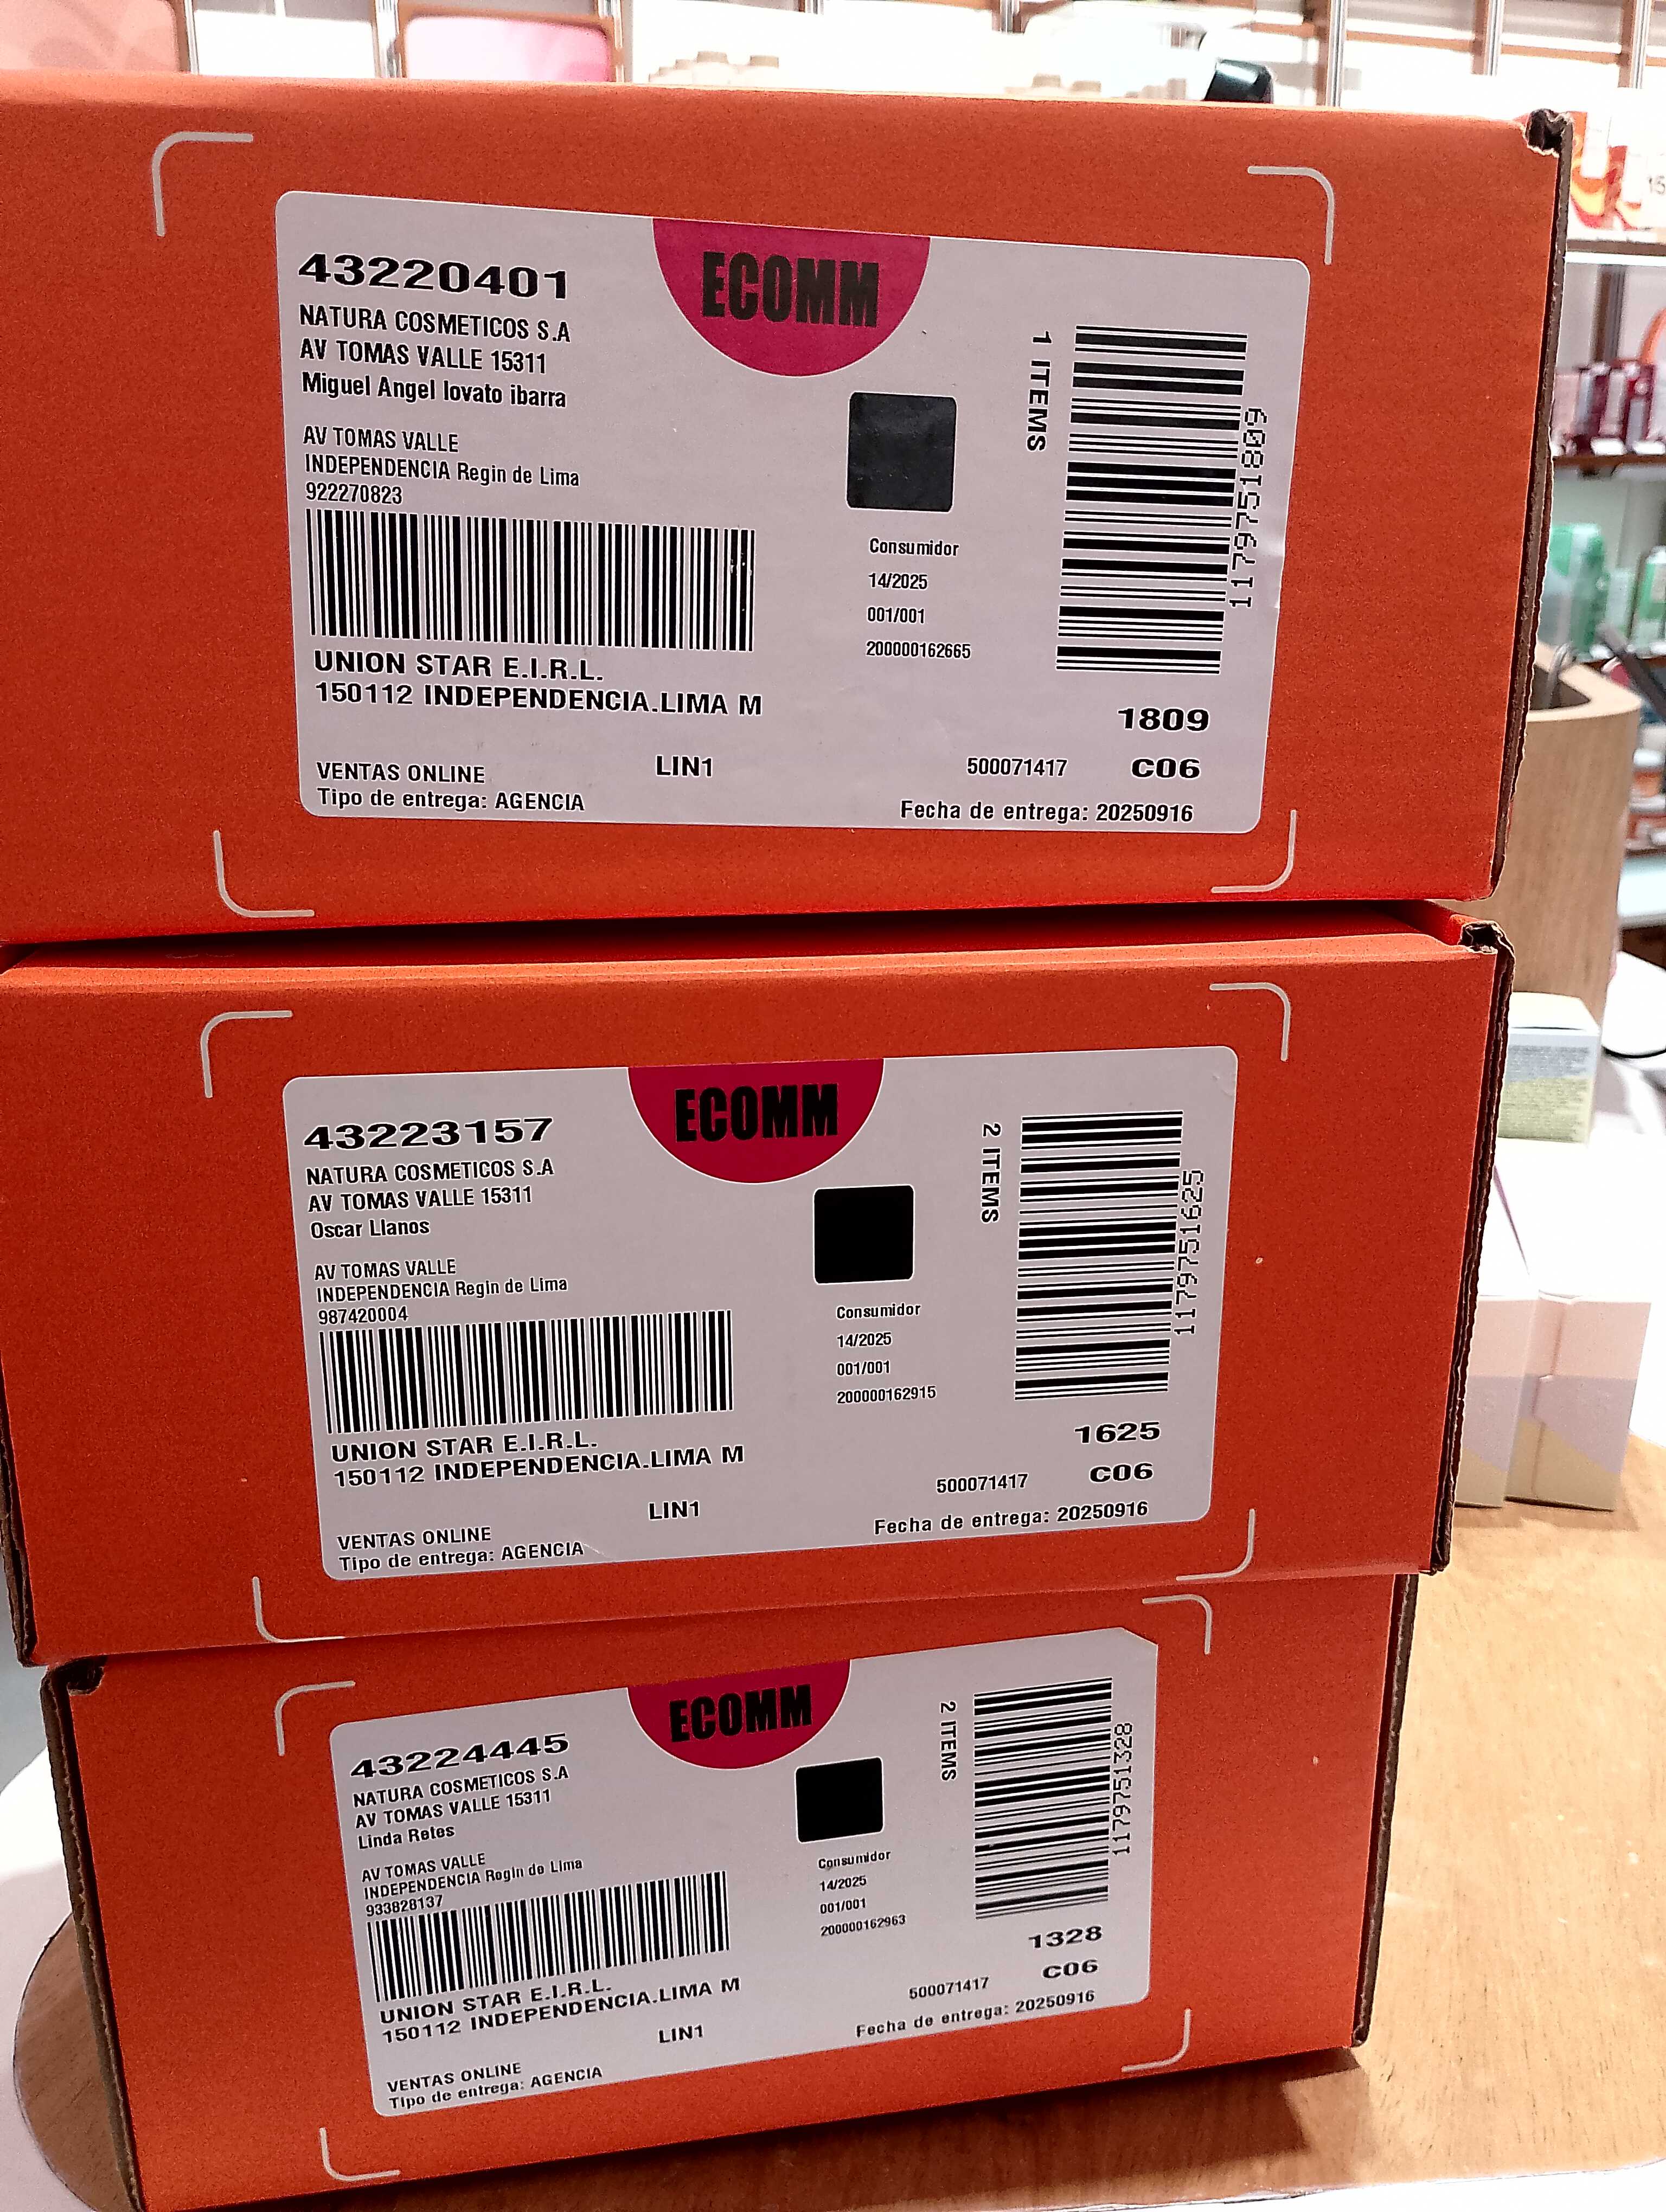 43220401
NATURA COSMETICOS S.A
AV TOMAS VALLE 15311
Miguel Angel lovato ibarra
AV TOMAS VALLE
INDEPENDENCIA Regin de Lima
922270823
UNION STAR E.I.R.L.
150112 INDEPENDENCIA.LIMA M
VENTAS ONLINE
Tipo de entrega: AGENCIA
LIN1
ECOMM
Consumidor
14/2025
001/001
200000162665
1 ITEMS
1179751809
1809
500071417 C06
Fecha de entrega: 20250916
43223157
NATURA COSMETICOS S.A
AV TOMAS VALLE 15311
Oscar Llanos
AV TOMAS VALLE
INDEPENDENCIA Regin de Lima
987420004
UNION STAR E.I.R.L.
150112 INDEPENDENCIA.LIMA M
VENTAS ONLINE
Tipo de entrega: AGENCIA
LIN1
ECOMM
Consumidor
14/2025
001/001
200000162915
2 ITEMS
1179751625
1625
500071417 C06
Fecha de entrega: 20250916
43224445
NATURA COSMETICOS S.A
AV TOMAS VALLE 15311
Linda Retes
AV TOMAS VALLE
INDEPENDENCIA Regin de Lima
933828137
UNION STAR E.I.R.L.
150112 INDEPENDENCIA.LIMA M
VENTAS ONLINE
Tipo de entrega: AGENCIA
LIN1
ECOMM
Consumidor
14/2025
001/001
200000162963
2 ITEMS
1179751328
1328
500071417 C06
Fecha de entrega: 20250916